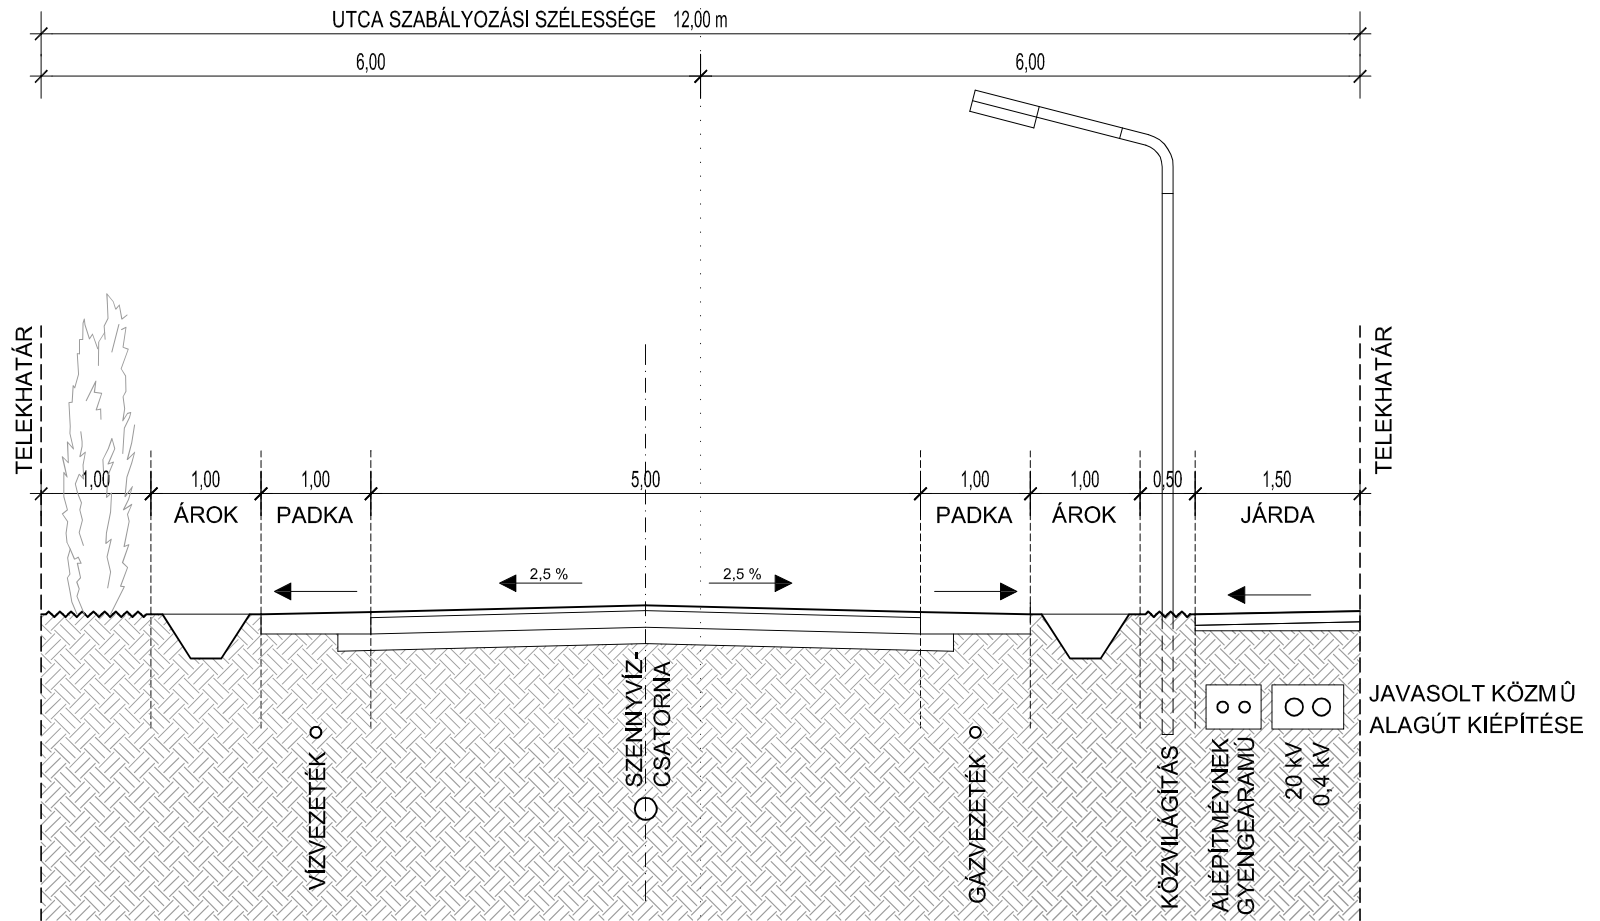 UTCA SZABÁLYOZÁSI SZÉLESSÉGE 12,00 m
6,00 6,00
TELEKHATÁR
TELEKHATÁR
1,00 1,00 1,00 5,00 1,00 1,00 0,50 1,50
ÁROK PADKA PADKA ÁROK JÁRDA
2,5 % 2,5 %
VÍZVEZETÉK
SZENNYVÍZ-
CSATORNA
GÁZVEZETÉK
KÖZVILÁGÍTÁS
ALÉPÍTMÉYNEK
GYENGEÁRAMÚ
20 kV
0,4 kV
JAVASOLT KÖZMÛ
ALAGÚT KIÉPÍTÉSE